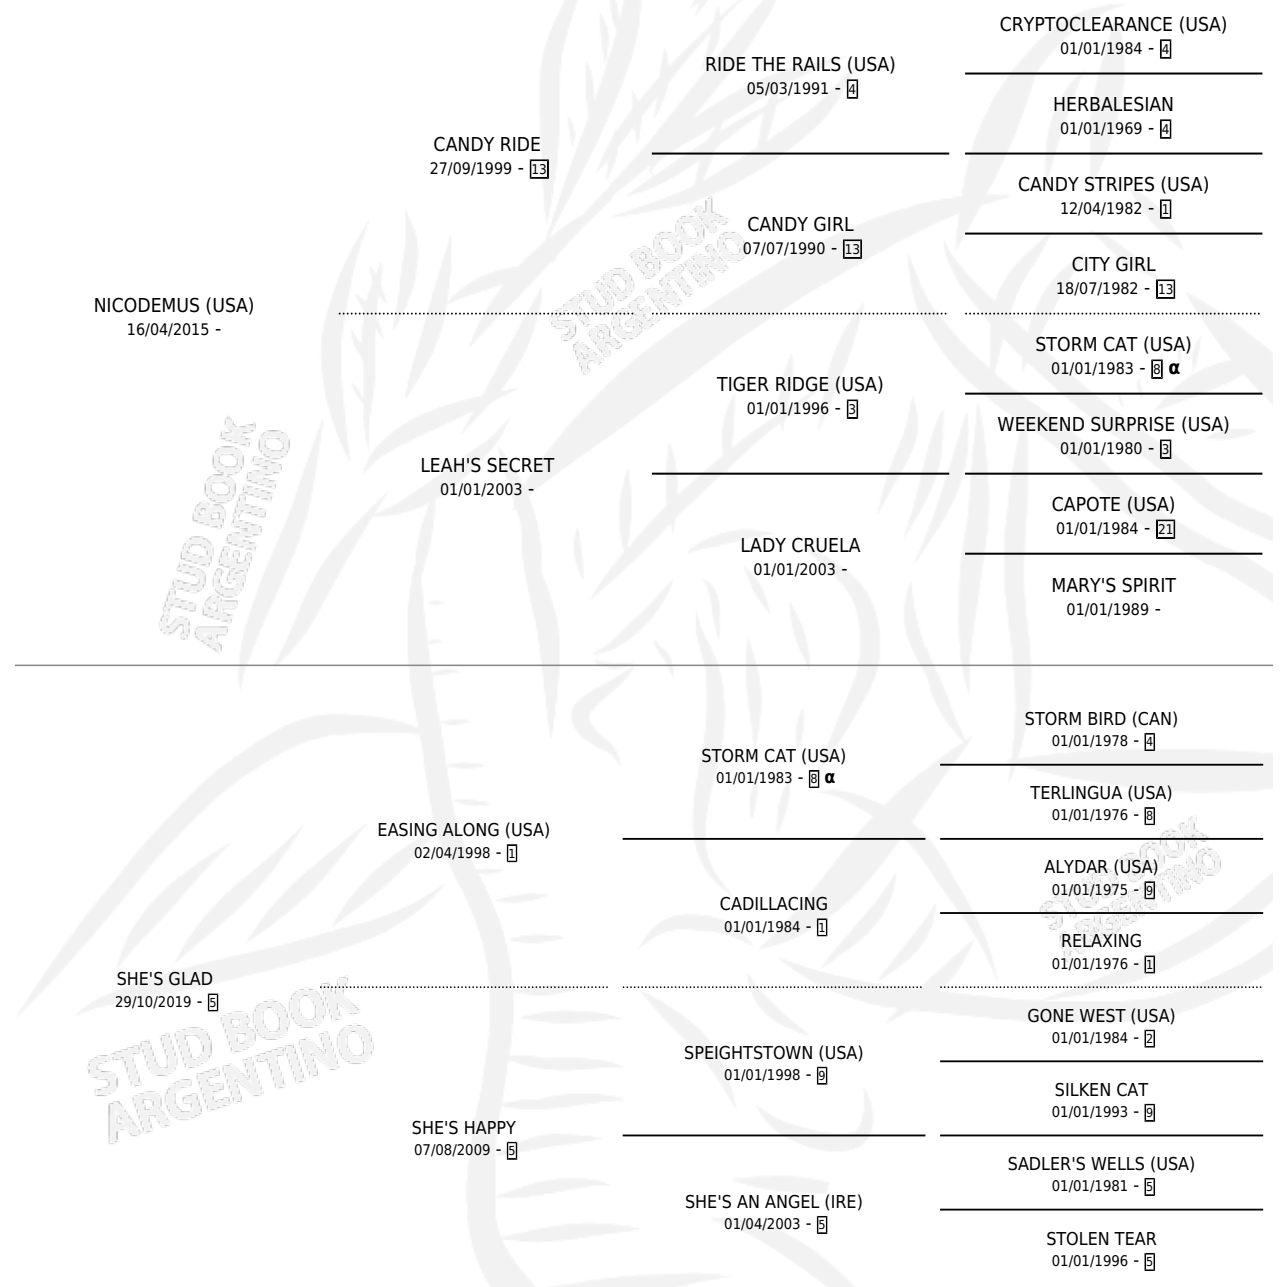 CRYPTOCLEARANCE (USA)
01/01/1984 - 4
RIDE THE RAILS (USA)
05/03/1991 - 4
HERBALESIAN
01/01/1969 - 4
CANDY RIDE
27/09/1999 - 13
CANDY STRIPES (USA)
12/04/1982 - 1
CANDY GIRL
07/07/1990 - 13
CITY GIRL
18/07/1982 - 13
NICODEMUS (USA)
16/04/2015 -
STORM CAT (USA)
01/01/1983 - 8 α
TIGER RIDGE (USA)
01/01/1996 - 3
WEEKEND SURPRISE (USA)
01/01/1980 - 3
LEAH'S SECRET
01/01/2003 -
CAPOTE (USA)
01/01/1984 - 21
LADY CRUELA
01/01/2003 -
MARY'S SPIRIT
01/01/1989 -
STUD BOOK
ARGENTINO
STUD BOOK
ARGENTINO
STORM BIRD (CAN)
01/01/1978 - 4
STORM CAT (USA)
01/01/1983 - 8 α
TERLINGUA (USA)
01/01/1976 - 8
EASING ALONG (USA)
02/04/1998 - 1
ALYDAR (USA)
01/01/1975 - 9
CADILLACING
01/01/1984 - 1
RELAXING
01/01/1976 - 1
SHE'S GLAD
29/10/2019 - 5
GONE WEST (USA)
01/01/1984 - 2
SPEIGHTSTOWN (USA)
01/01/1998 - 9
SILKEN CAT
01/01/1993 - 9
SHE'S HAPPY
07/08/2009 - 5
SADLER'S WELLS (USA)
01/01/1981 - 5
SHE'S AN ANGEL (IRE)
01/04/2003 - 5
STOLEN TEAR
01/01/1996 - 5
STUD BOOK
ARGENTINO
STUD BOOK
ARGENTINO